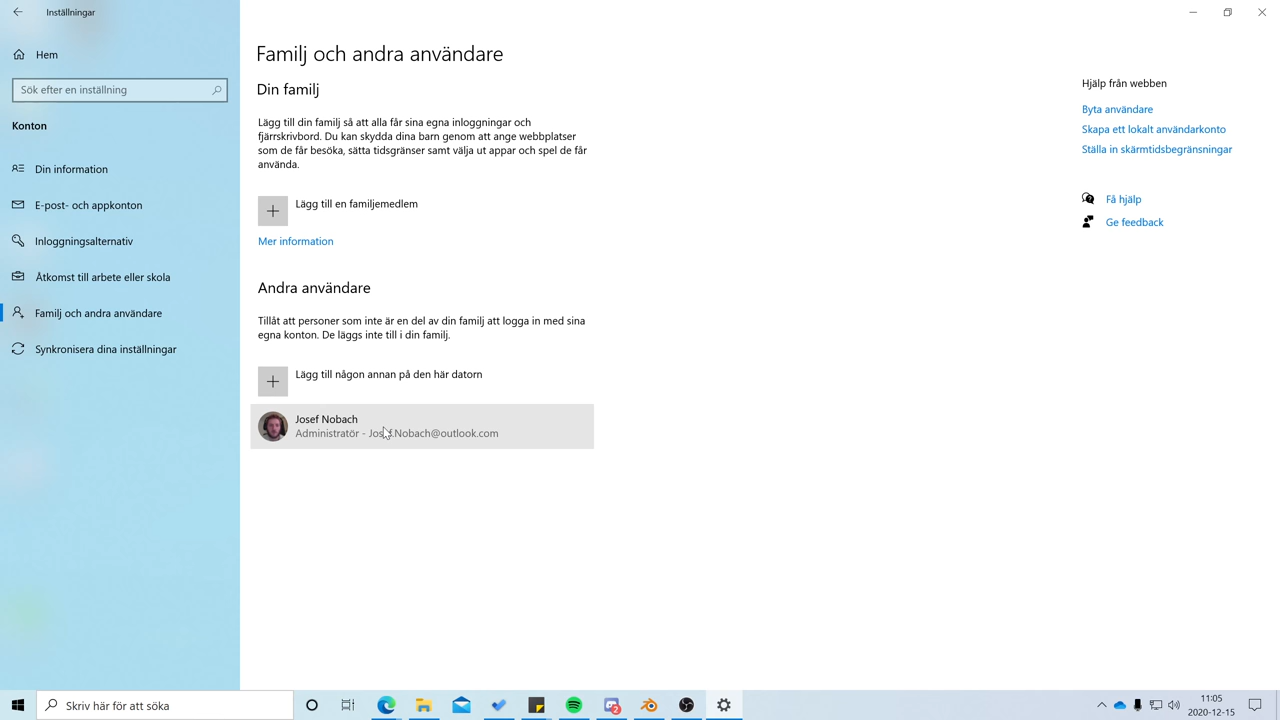 Inställningar
Hem
Sök efter en inställning
Konton
Din information
E-post- och appkonton
Inloggningsalternativ
Åtkomst till arbete eller skola
Familj och andra användare
Synkronisera dina inställningar
Familj och andra användare
Din familj
Lägg till din familj så att alla får sina egna inloggningar och
fjärrskrivbord. Du kan skydda dina barn genom att ange webbplatser
som de får besöka, sätta tidsgränser samt välja ut appar och spel de får
använda.
Lägg till en familjemedlem
Mer information
Andra användare
Tillåt att personer som inte är en del av din familj att logga in med sina
egna konton. De läggs inte till i din familj.
Lägg till någon annan på den här datorn
Josef Nobach
Administratör - Josef.Nobach@outlook.com
Hjälp från webben
Byta användare
Skapa ett lokalt användarkonto
Ställa in skärmtidsbegränsningar
Få hjälp
Ge feedback
Skriv här för att söka
2
11:05
2020-12-15